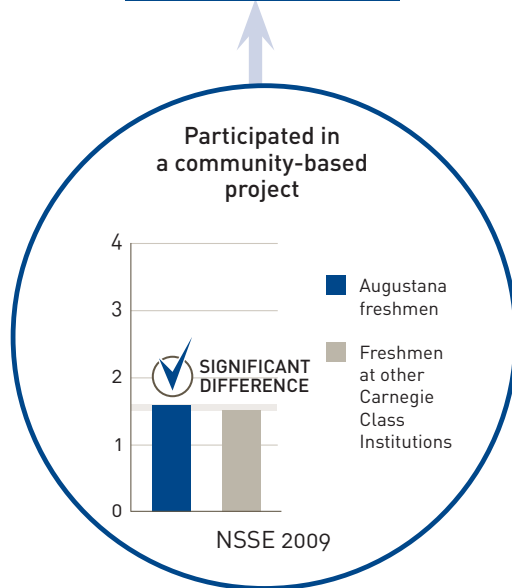 Participated in
a community-based
project
4
3
2
1
0
SIGNIFICANT
DIFFERENCE
Augustana
freshmen
Freshmen
at other
Carnegie
Class
Institutions
NSSE 2009